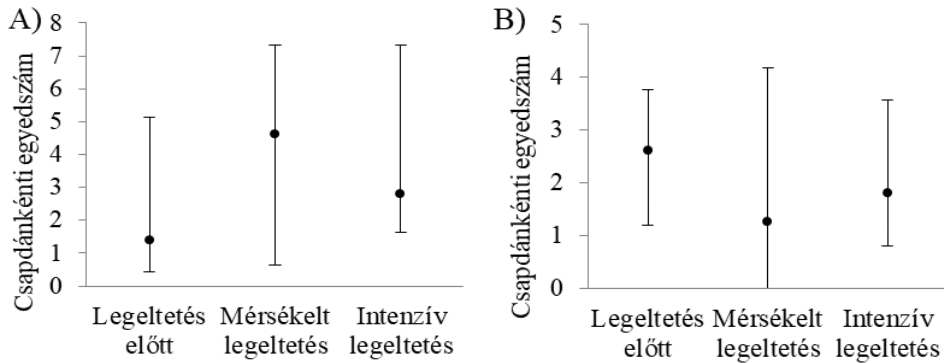 A)
Csapdánkénti egyedszám
8
7
6
5
4
3
2
1
0
Legeltetés előtt
Mérsékelt legeltetés
Intenzív legeltetés
B)
Csapdánkénti egyedszám
5
4
3
2
1
0
Legeltetés előtt
Mérsékelt legeltetés
Intenzív legeltetés